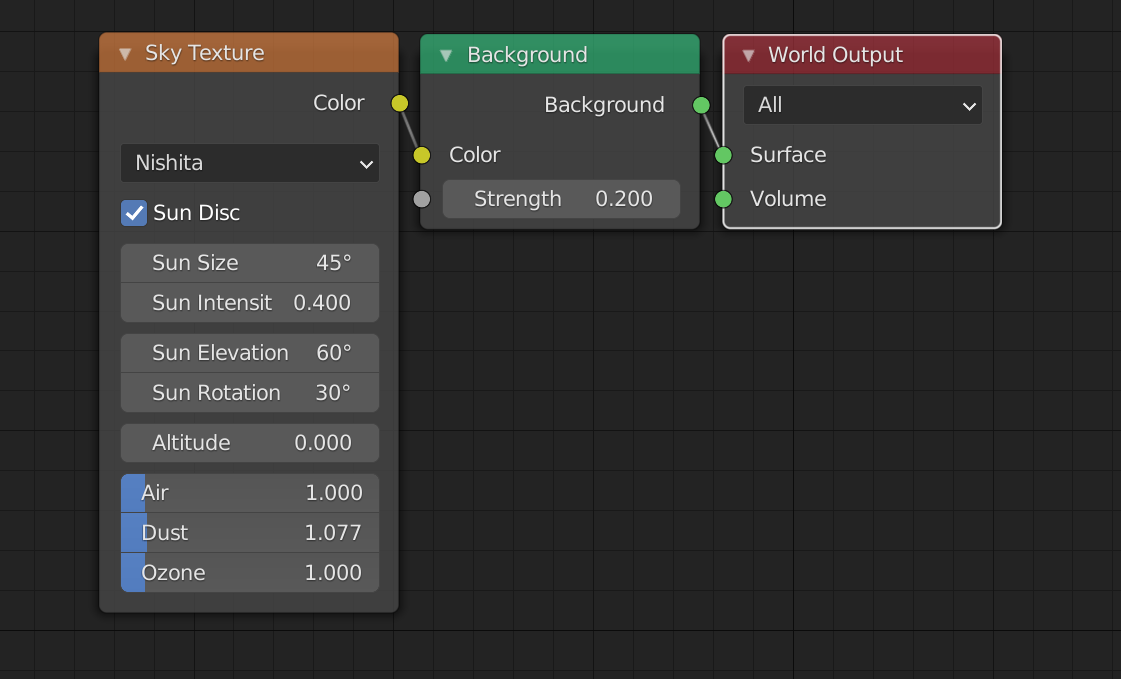 Sky Texture
Color
Nishita
Sun Disc
Sun Size 45°
Sun Intensit 0.400
Sun Elevation 60°
Sun Rotation 30°
Altitude 0.000
Air 1.000
Dust 1.077
Ozone 1.000
Background
Background
Color
Strength 0.200
World Output
All
Surface
Volume